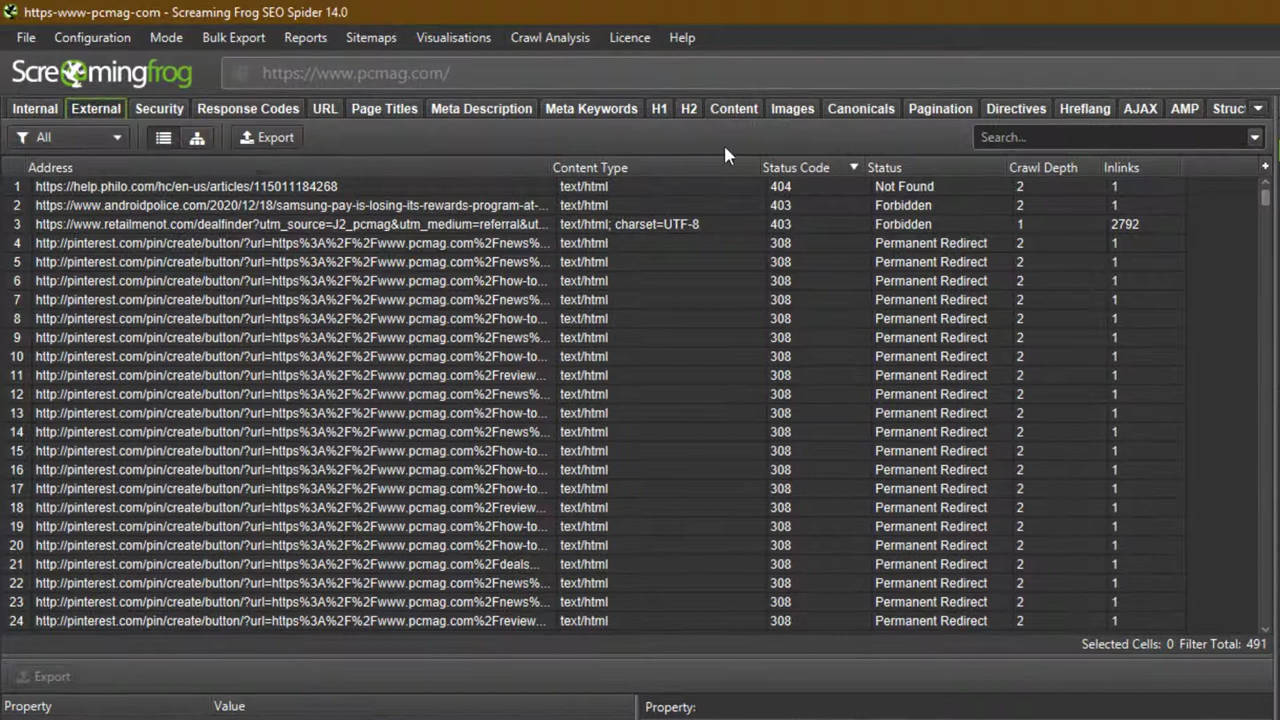 https-www-pcmag-com - Screaming Frog SEO Spider 14.0
File Configuration Mode Bulk Export Reports Sitemaps Visualisations Crawl Analysis Licence Help
Screamingfrog https://www.pcmag.com/
Internal External Security Response Codes URL Page Titles Meta Description Meta Keywords H1 H2 Content Images Canonicals Pagination Directives Hreflang AJAX AMP Struc
All Export Search...
Address Content Type Status Code Status Crawl Depth Inlinks
1 https://help.philo.com/hc/en-us/articles/115011184268 text/html 404 Not Found 2 1
2 https://www.androidpolice.com/2020/12/18/samsung-pay-is-losing-its-rewards-program-at-... text/html 403 Forbidden 2 1
3 https://www.retailmenot.com/dealfinder?utm_source=J2_pcmag&utm_medium=referral&ut... text/html; charset=UTF-8 403 Forbidden 1 2792
4 http://pinterest.com/pin/create/button/?url=https%3A%2F%2Fwww.pcmag.com%2Fnews%... text/html 308 Permanent Redirect 2 1
5 http://pinterest.com/pin/create/button/?url=https%3A%2F%2Fwww.pcmag.com%2Fnews%... text/html 308 Permanent Redirect 2 1
6 http://pinterest.com/pin/create/button/?url=https%3A%2F%2Fwww.pcmag.com%2Fhow-to... text/html 308 Permanent Redirect 2 1
7 http://pinterest.com/pin/create/button/?url=https%3A%2F%2Fwww.pcmag.com%2Fnews%... text/html 308 Permanent Redirect 2 1
8 http://pinterest.com/pin/create/button/?url=https%3A%2F%2Fwww.pcmag.com%2Fhow-to... text/html 308 Permanent Redirect 2 1
9 http://pinterest.com/pin/create/button/?url=https%3A%2F%2Fwww.pcmag.com%2Fnews%... text/html 308 Permanent Redirect 2 1
10 http://pinterest.com/pin/create/button/?url=https%3A%2F%2Fwww.pcmag.com%2Fhow-to... text/html 308 Permanent Redirect 2 1
11 http://pinterest.com/pin/create/button/?url=https%3A%2F%2Fwww.pcmag.com%2Freview... text/html 308 Permanent Redirect 2 1
12 http://pinterest.com/pin/create/button/?url=https%3A%2F%2Fwww.pcmag.com%2Fnews%... text/html 308 Permanent Redirect 2 1
13 http://pinterest.com/pin/create/button/?url=https%3A%2F%2Fwww.pcmag.com%2Fhow-to... text/html 308 Permanent Redirect 2 1
14 http://pinterest.com/pin/create/button/?url=https%3A%2F%2Fwww.pcmag.com%2Fnews%... text/html 308 Permanent Redirect 2 1
15 http://pinterest.com/pin/create/button/?url=https%3A%2F%2Fwww.pcmag.com%2Fhow-to... text/html 308 Permanent Redirect 2 1
16 http://pinterest.com/pin/create/button/?url=https%3A%2F%2Fwww.pcmag.com%2Fhow-to... text/html 308 Permanent Redirect 2 1
17 http://pinterest.com/pin/create/button/?url=https%3A%2F%2Fwww.pcmag.com%2Fhow-to... text/html 308 Permanent Redirect 2 1
18 http://pinterest.com/pin/create/button/?url=https%3A%2F%2Fwww.pcmag.com%2Freview... text/html 308 Permanent Redirect 2 1
19 http://pinterest.com/pin/create/button/?url=https%3A%2F%2Fwww.pcmag.com%2Fhow-to... text/html 308 Permanent Redirect 2 1
20 http://pinterest.com/pin/create/button/?url=https%3A%2F%2Fwww.pcmag.com%2Fhow-to... text/html 308 Permanent Redirect 2 1
21 http://pinterest.com/pin/create/button/?url=https%3A%2F%2Fwww.pcmag.com%2Fdeals... text/html 308 Permanent Redirect 2 1
22 http://pinterest.com/pin/create/button/?url=https%3A%2F%2Fwww.pcmag.com%2Fnews%... text/html 308 Permanent Redirect 2 1
23 http://pinterest.com/pin/create/button/?url=https%3A%2F%2Fwww.pcmag.com%2Fnews%... text/html 308 Permanent Redirect 2 1
24 http://pinterest.com/pin/create/button/?url=https%3A%2F%2Fwww.pcmag.com%2Freview... text/html 308 Permanent Redirect 2 1
Selected Cells: 0 Filter Total: 491
Export
Property Value Property: